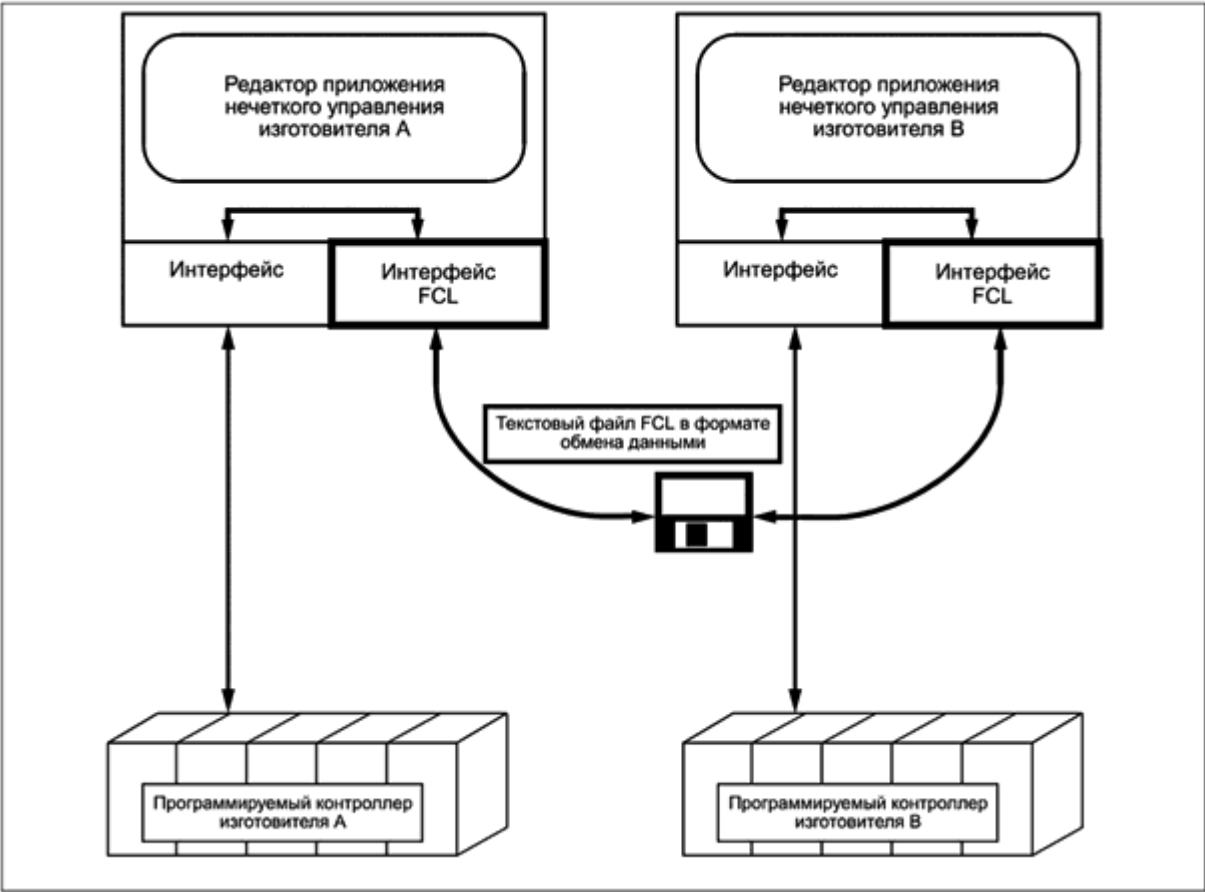 Редактор приложения
нечеткого управления
изготовителя А
Редактор приложения
нечеткого управления
изготовителя В
Интерфейс
Интерфейс
FCL
Интерфейс
Интерфейс
FCL
Текстовый файл FCL в формате
обмена данными
Программируемый контроллер
изготовителя А
Программируемый контроллер
изготовителя В